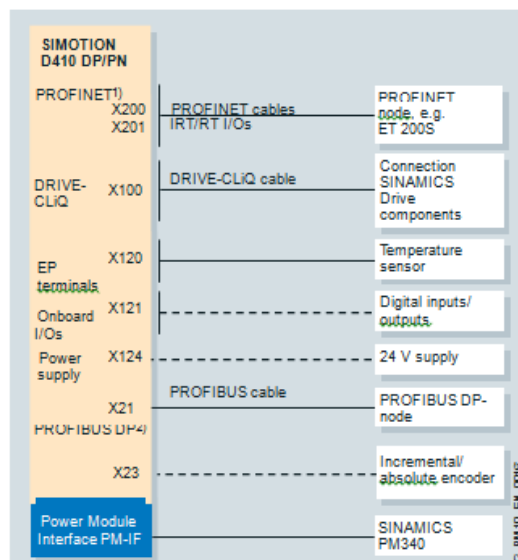 SIMOTION
D410 DP/PN
PROFINET1)
X200
X201
PROFINET cables
IRT/RT I/Os
PROFINET
node, e.g.
ET 200S
DRIVE-
CLiQ
X100
DRIVE-CLiQ cable
Connection
SINAMICS
Drive
components
EP
terminals
X120
Temperature
sensor
Onboard
I/Os
X121
Digital inputs/
outputs
Power
supply
X124
24 V supply
X21
PROFIBUS DP4)
PROFIBUS cable
PROFIBUS DP-
node
X23
Incremental/
absolute encoder
Power Module
Interface PM-IF
SINAMICS
PM340